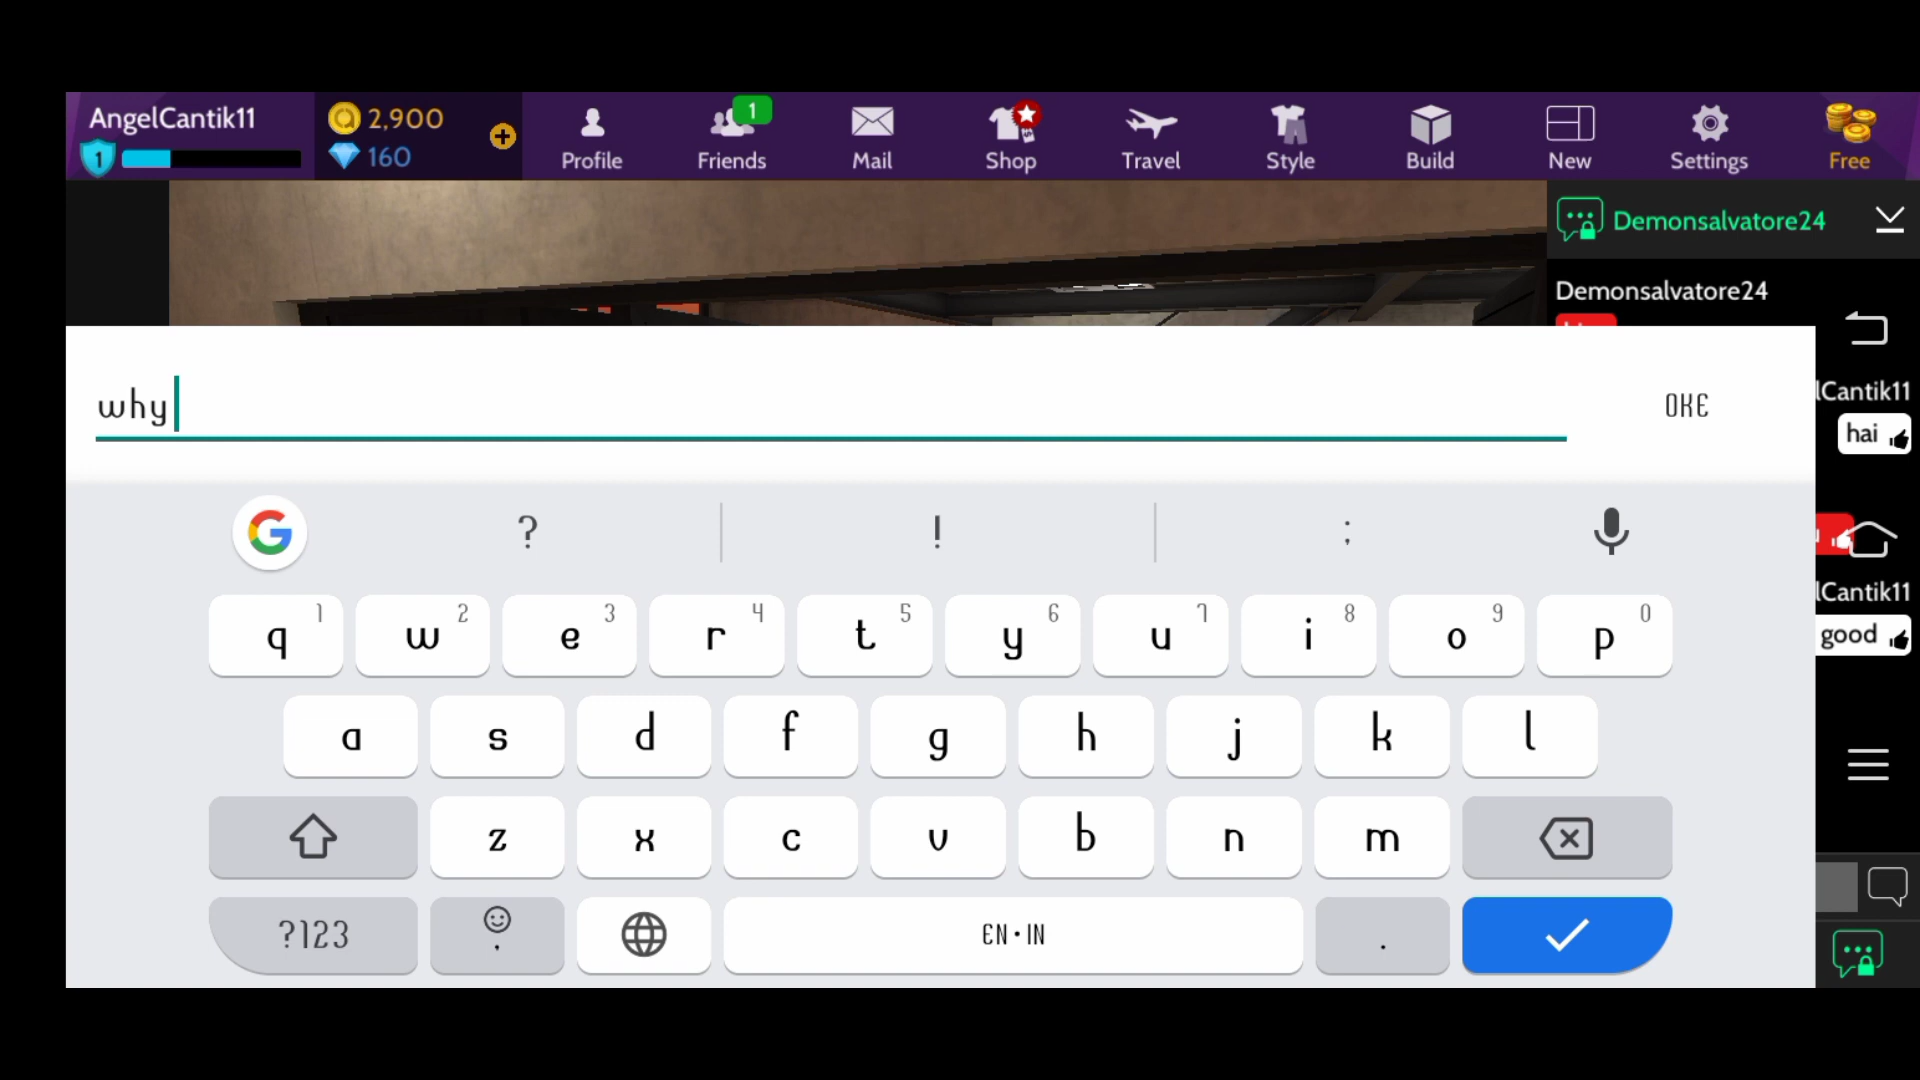 AngelCantik11
1
2,900
160
Profile
1
Friends
Mail
Shop
Travel
Style
Build
New
Settings
Free
Demonsalvatore24
Demonsalvatore24
lCantik11
hai
lCantik11
good
why
OKE
? ! ;
q 1 w 2 e 3 r 4 t 5 y 6 u 7 i 8 o 9 p 0
a s d f g h j k l
z x c v b n m
?123 , EN • IN .